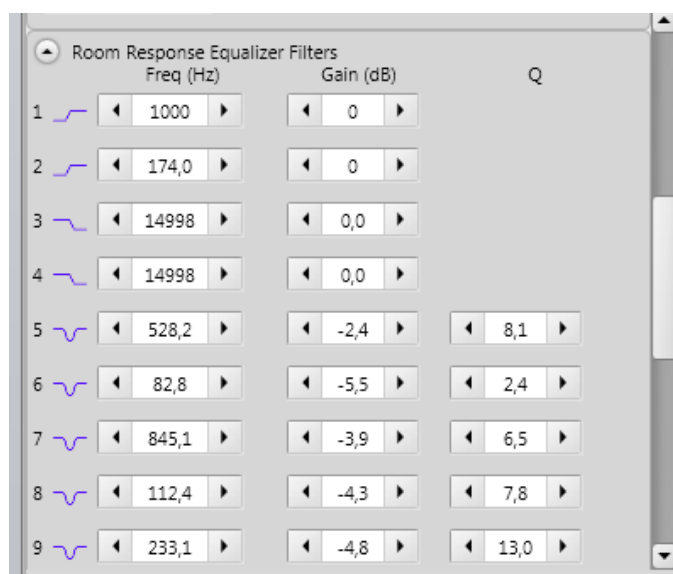 Room Response Equalizer Filters
Freq (Hz) Gain (dB) Q
1 1000 0
2 174,0 0
3 14998 0,0
4 14998 0,0
5 528,2 -2,4 8,1
6 82,8 -5,5 2,4
7 845,1 -3,9 6,5
8 112,4 -4,3 7,8
9 233,1 -4,8 13,0